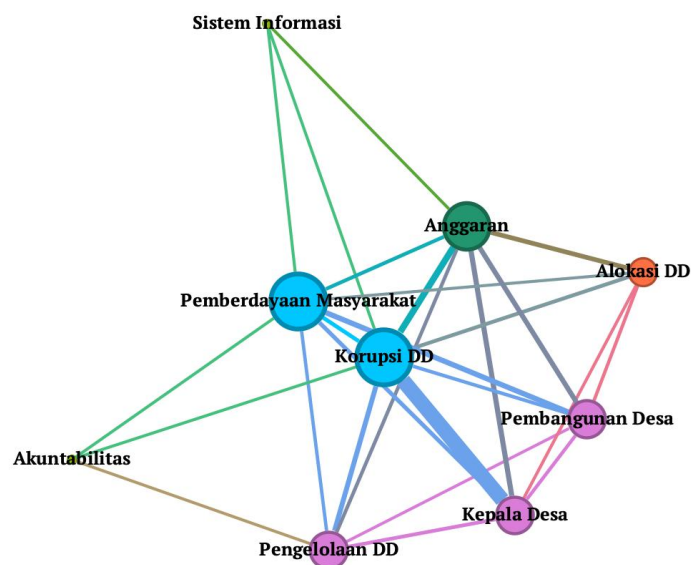 Sistem Informasi
Anggaran
Alokasi DD
Pemberdayaan Masyarakat
Korupsi DD
Pembangunan Desa
Akuntabilitas
Kepala Desa
Pengelolaan DD